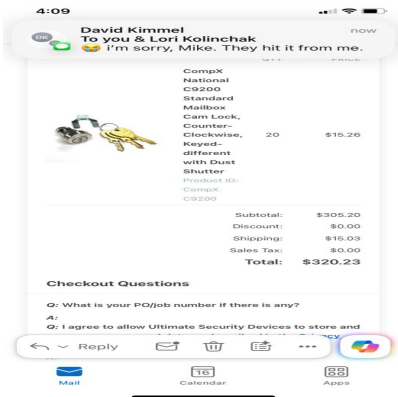 4:09
David Kimmel
now
To you & Lori Kolinchak
😭 i'm sorry, Mike. They hit it from me.
DK
CompX
National
C9200
Standard
Mailbox
Cam Lock,
Counter-
Clockwise, 20 $15.26
Keyed-
different
with Dust
Shutter
Product ID:
CompX
C9200
Subtotal: $305.20
Discount: $0.00
Shipping: $15.03
Sales Tax: $0.00
Total: $320.23
Checkout Questions
Q: What is your PO/job number if there is any?
A:
Q: I agree to allow Ultimate Security Devices to store and
Reply
Mail
16
Calendar
Apps